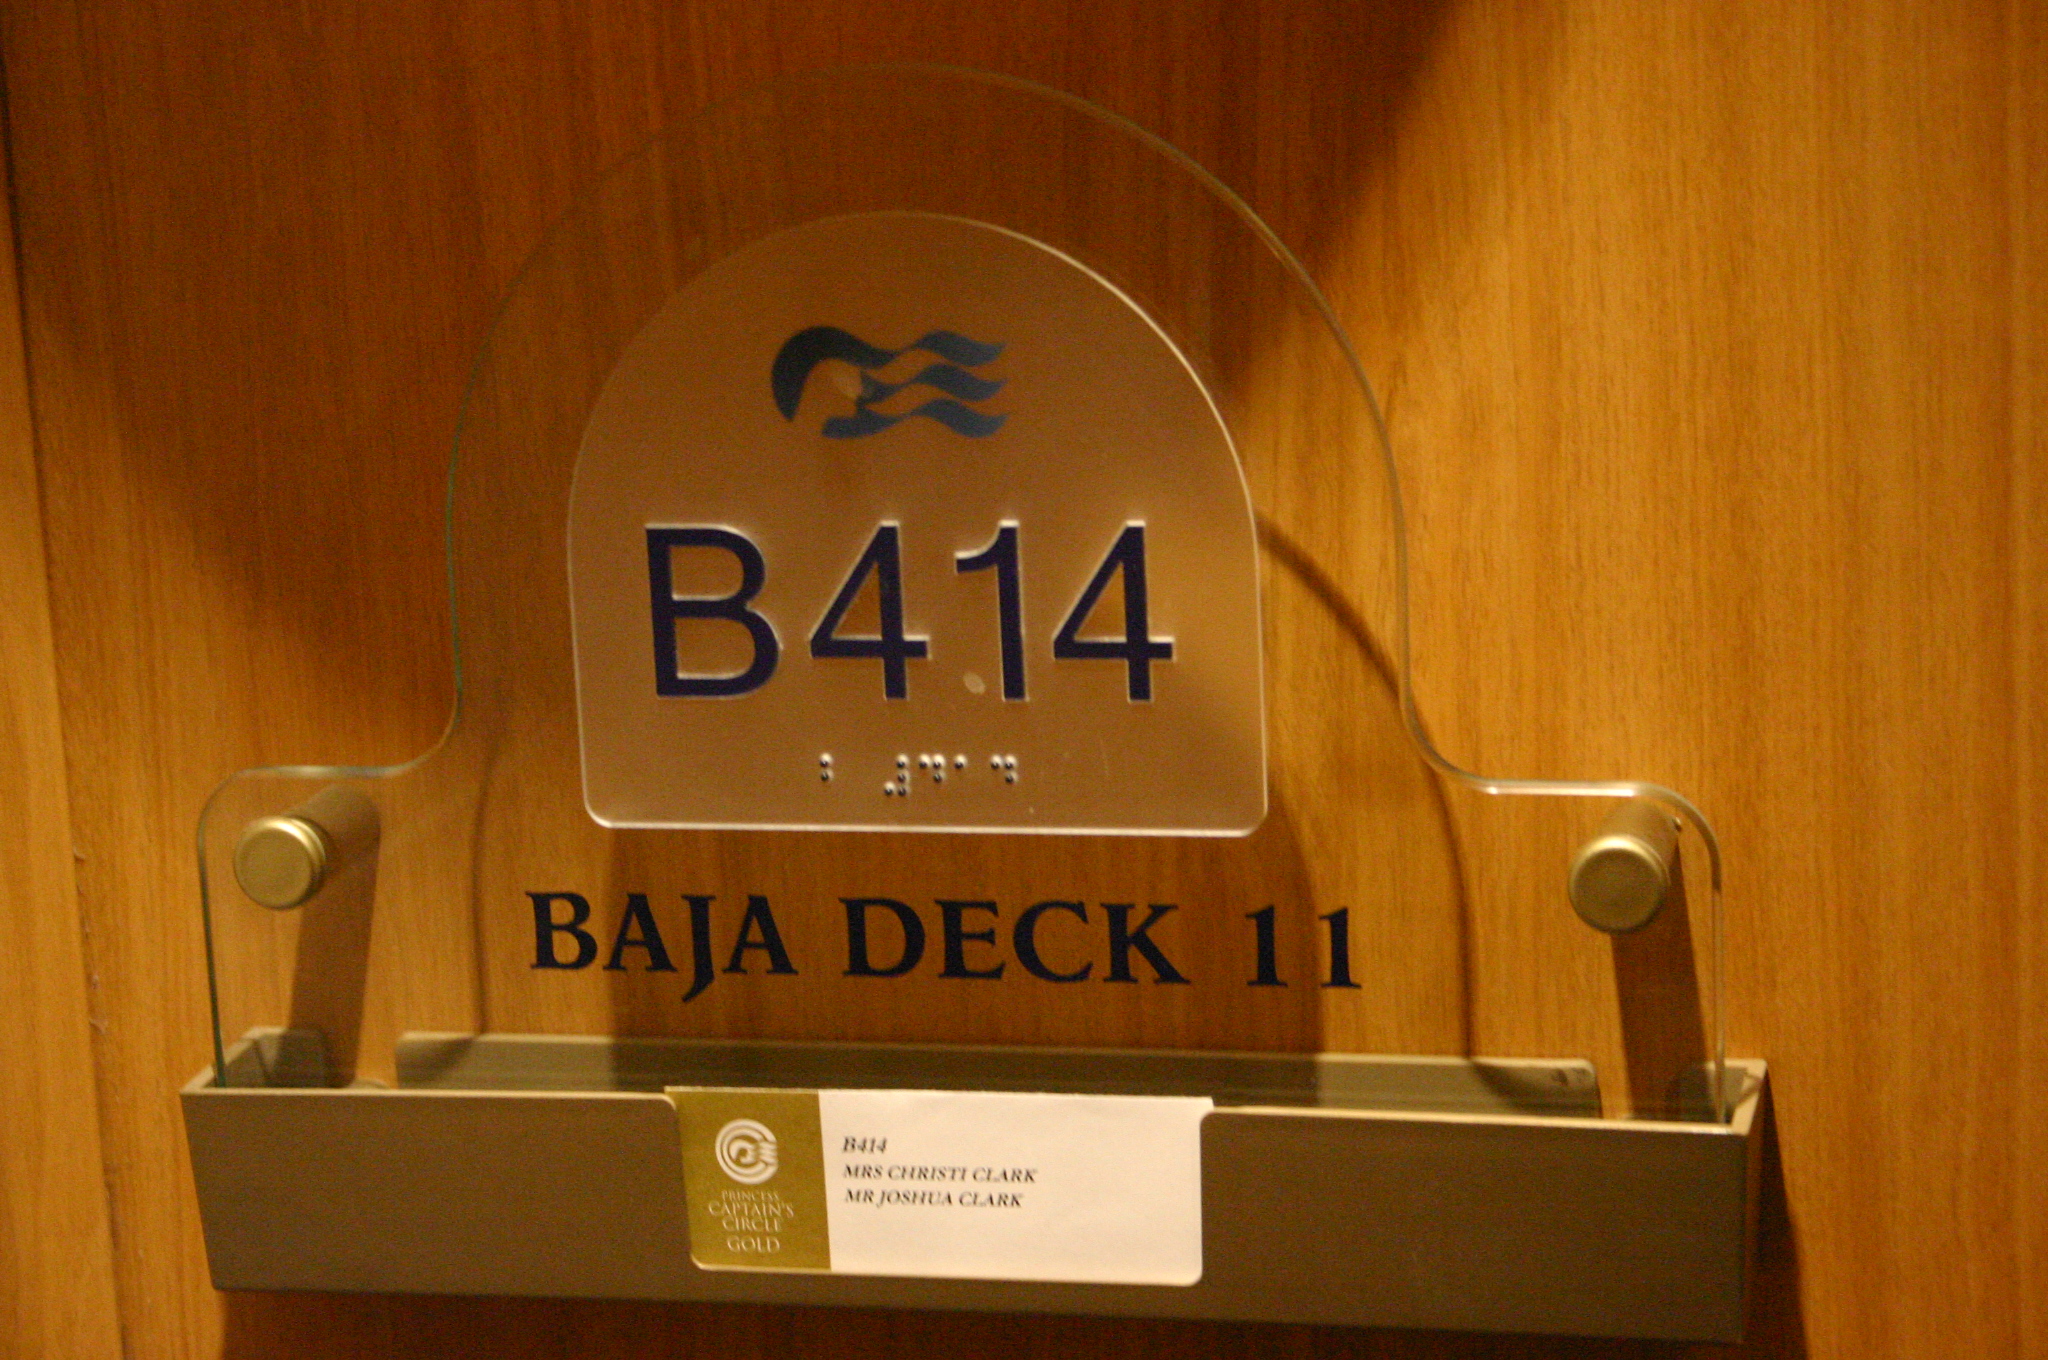 B414
⠃ ⠼⠙⠁⠙
BAJA DECK 11
PRINCESS
CAPTAIN'S
CIRCLE
GOLD
B414
MRS CHRISTI CLARK
MR JOSHUA CLARK